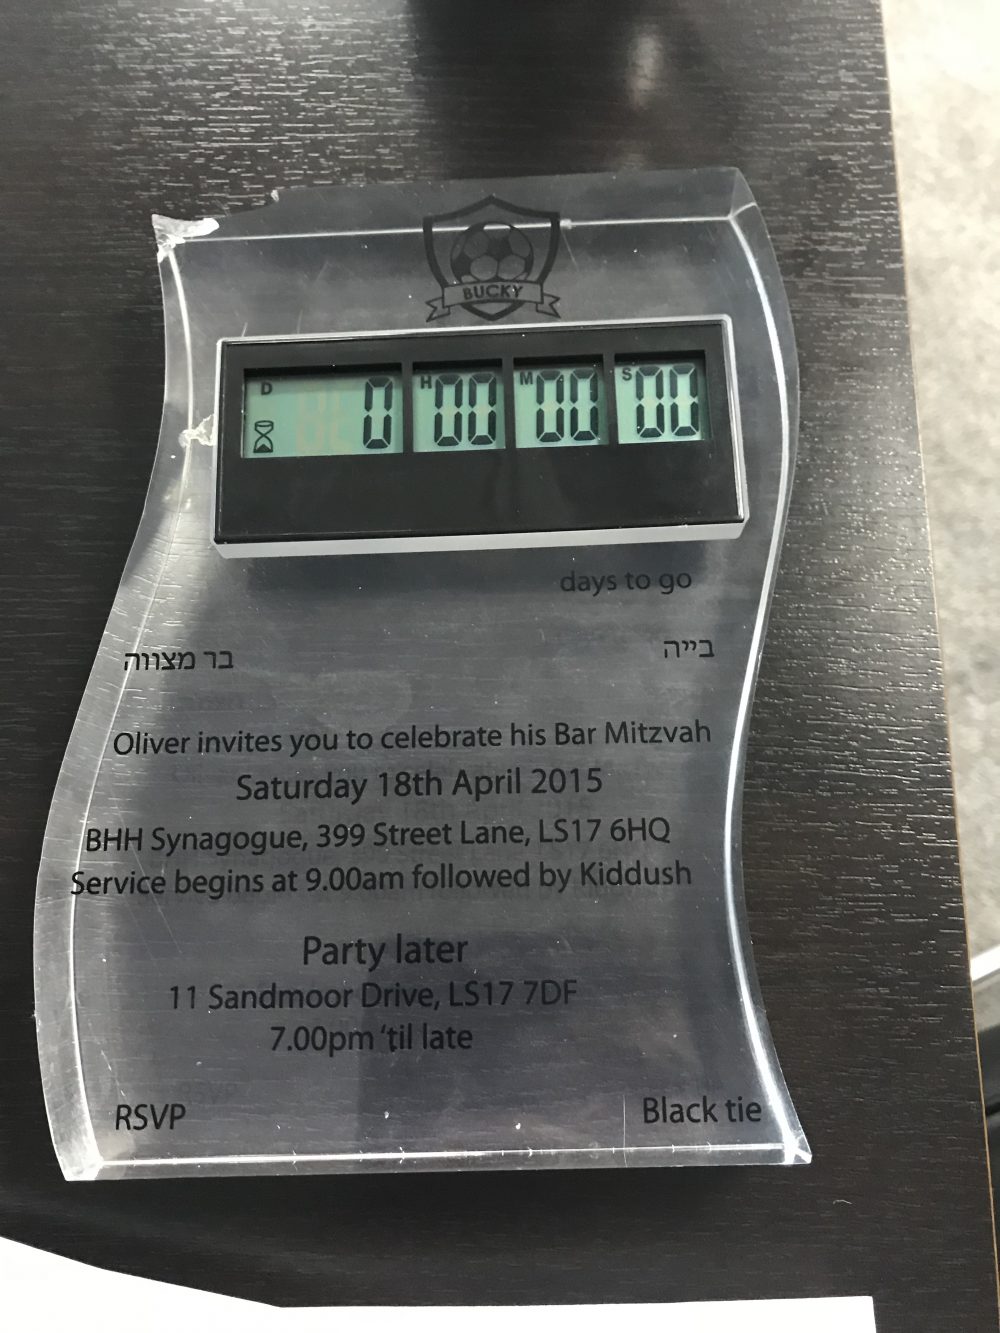 BUCKY
D 0 H 00 M 00 S 00
days to go
בר מצווה בייה
Oliver invites you to celebrate his Bar Mitzvah
Saturday 18th April 2015
BHH Synagogue, 399 Street Lane, LS17 6HQ
Service begins at 9.00am followed by Kiddush
Party later
11 Sandmoor Drive, LS17 7DF
7.00pm ‘til late
RSVP Black tie